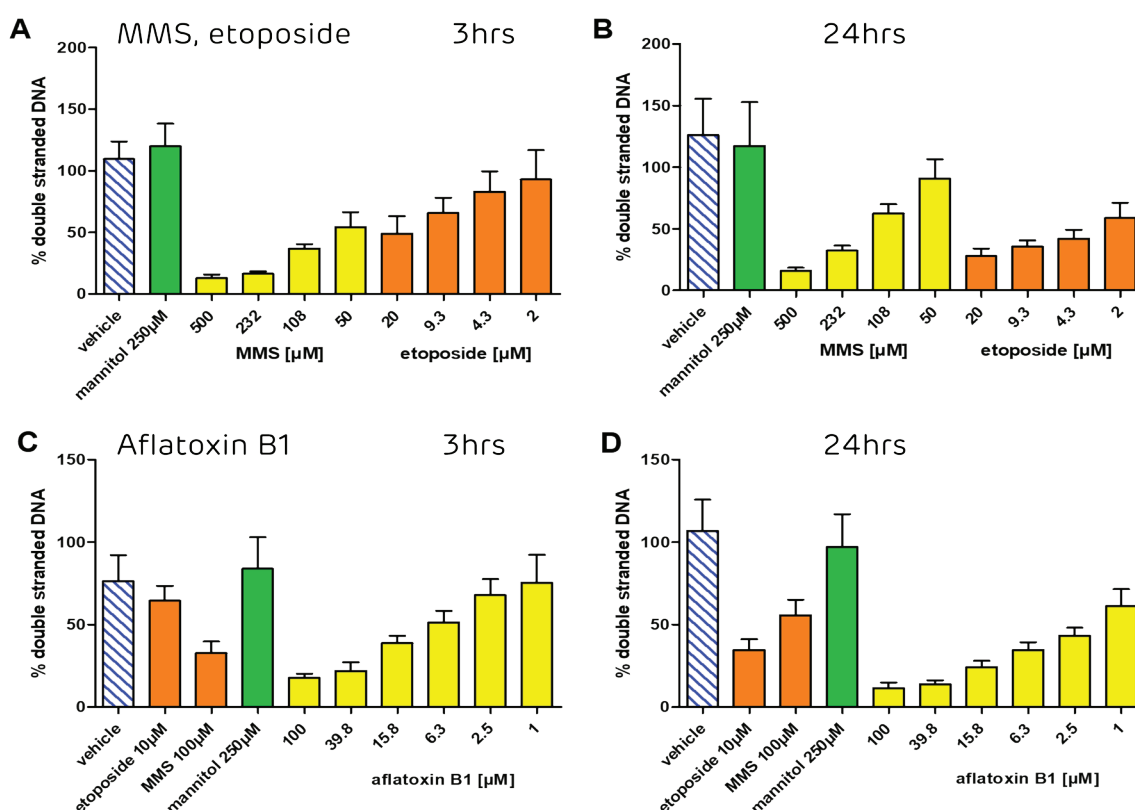 A MMS, etoposide 3hrs
% double stranded DNA
200
150
100
50
0
vehicle
mannitol 250µM
500
232
108
50
20
9.3
4.3
2
MMS [µM] etoposide [µM]
B 24hrs
% double stranded DNA
200
150
100
50
0
vehicle
mannitol 250µM
500
232
108
50
20
9.3
4.3
2
MMS [µM] etoposide [µM]
C Aflatoxin B1 3hrs
% double stranded DNA
150
100
50
0
vehicle
etoposide 10µM
MMS 100µM
mannitol 250µM
100
39.8
15.8
6.3
2.5
1
aflatoxin B1 [µM]
D 24hrs
% double stranded DNA
150
100
50
0
vehicle
etoposide 10µM
MMS 100µM
mannitol 250µM
100
39.8
15.8
6.3
2.5
1
aflatoxin B1 [µM]